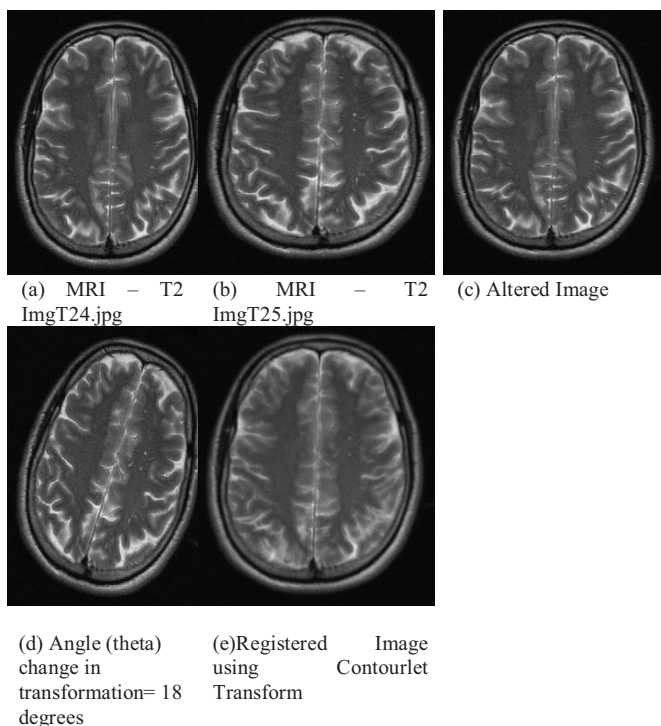 (a) MRI – T2
ImgT24.jpg
(b) MRI – T2
ImgT25.jpg
(c) Altered Image
(d) Angle (theta)
change in
transformation= 18
degrees
(e)Registered Image
using Contourlet
Transform